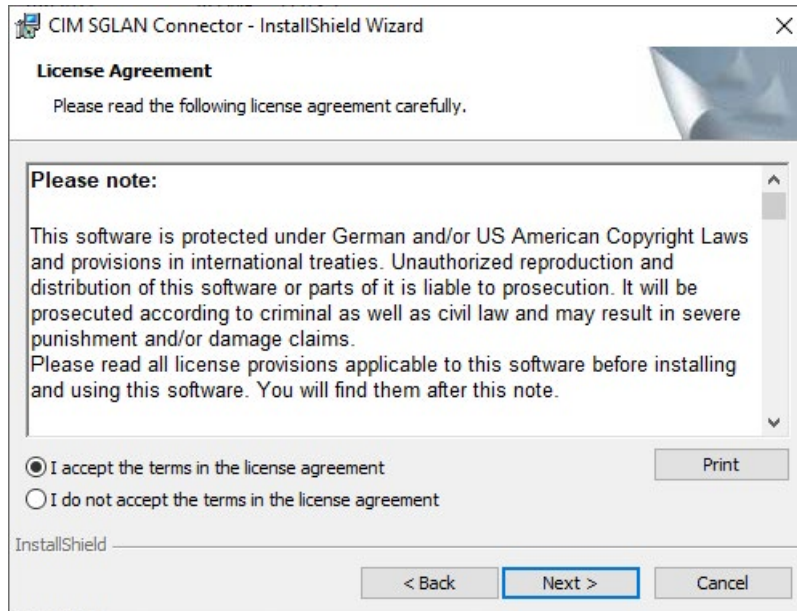 CIM SGLAN Connector - InstallShield Wizard
License Agreement
Please read the following license agreement carefully.
Please note:
This software is protected under German and/or US American Copyright Laws
and provisions in international treaties. Unauthorized reproduction and
distribution of this software or parts of it is liable to prosecution. It will be
prosecuted according to criminal as well as civil law and may result in severe
punishment and/or damage claims.
Please read all license provisions applicable to this software before installing
and using this software. You will find them after this note.
I accept the terms in the license agreement
Print
I do not accept the terms in the license agreement
InstallShield
< Back
Next >
Cancel